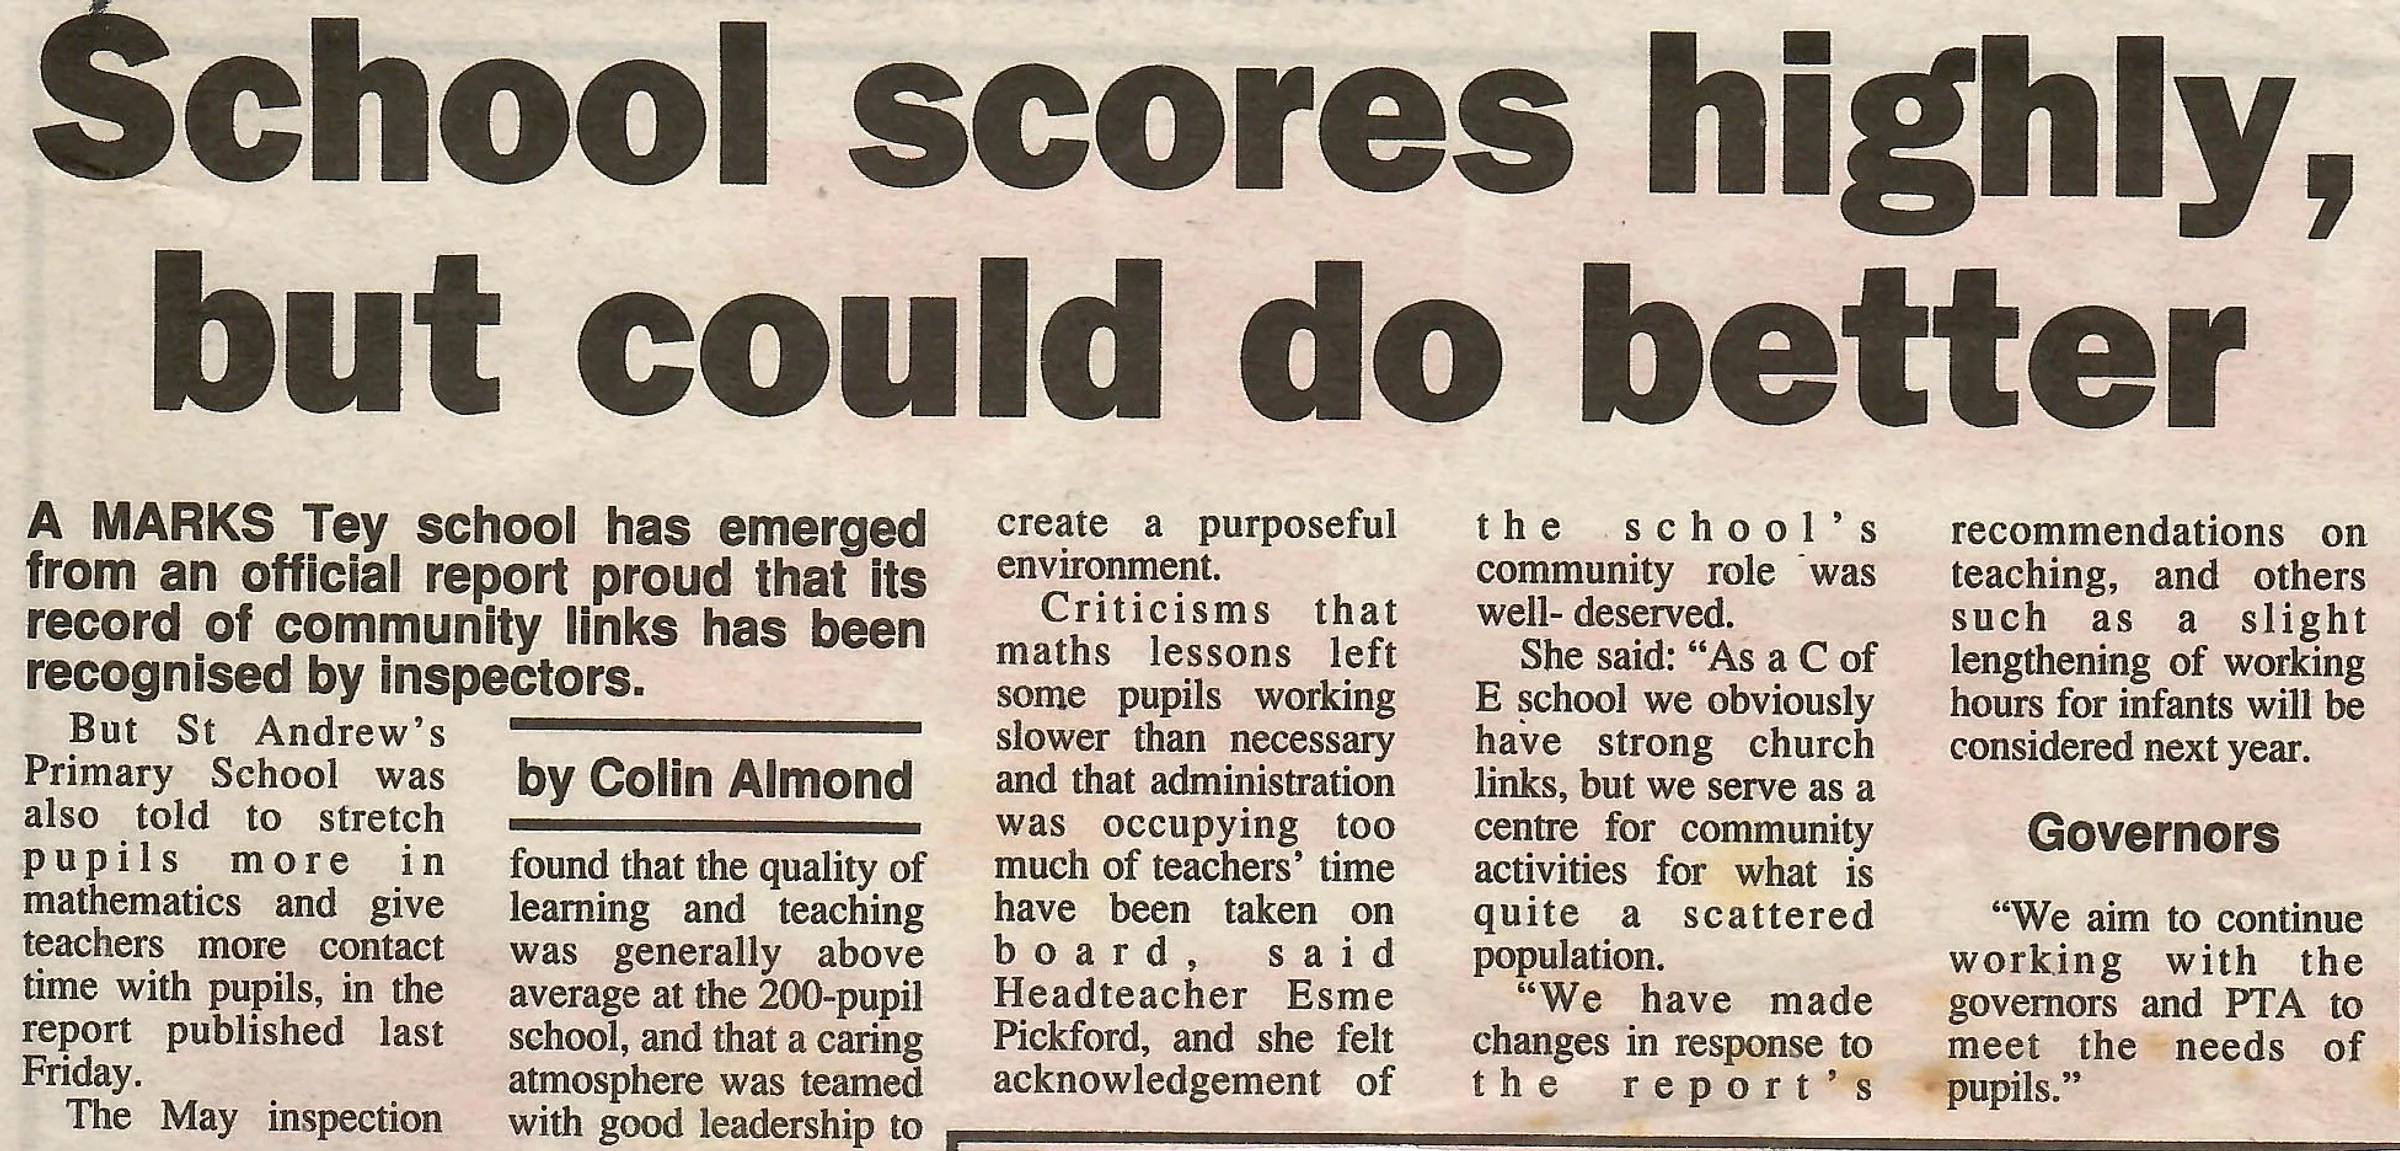 School scores highly,
but could do better
A MARKS Tey school has emerged
from an official report proud that its
record of community links has been
recognised by inspectors.
But St Andrew's
Primary School was
also told to stretch
pupils more in
mathematics and give
teachers more contact
time with pupils, in the
report published last
Friday.
The May inspection
by Colin Almond
found that the quality of
learning and teaching
was generally above
average at the 200-pupil
school, and that a caring
atmosphere was teamed
with good leadership to
create a purposeful
environment.
Criticisms that
maths lessons left
some pupils working
slower than necessary
and that administration
was occupying too
much of teachers' time
have been taken on
board, said
Headteacher Esme
Pickford, and she felt
acknowledgement of
the school's
community role was
well- deserved.
She said: “As a C of
E school we obviously
have strong church
links, but we serve as a
centre for community
activities for what is
quite a scattered
population.
“We have made
changes in response to
the report's
recommendations on
teaching, and others
such as a slight
lengthening of working
hours for infants will be
considered next year.
Governors
“We aim to continue
working with the
governors and PTA to
meet the needs of
pupils.”